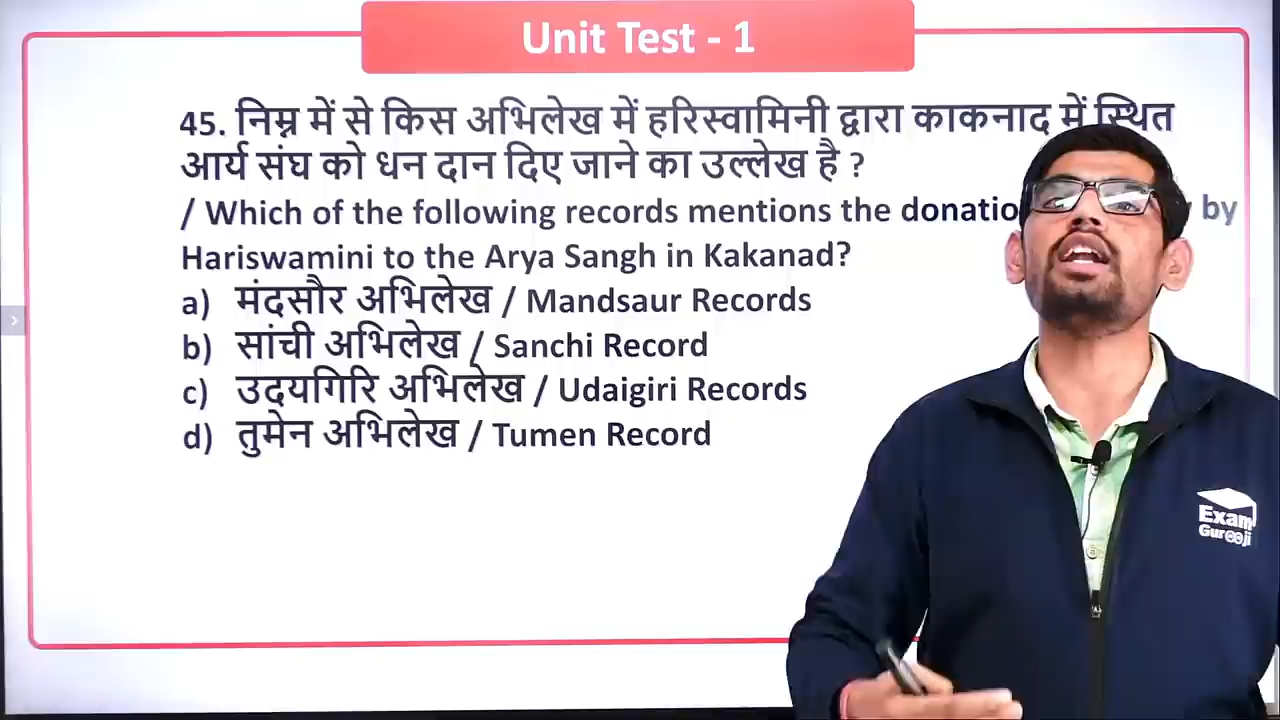 Unit Test - 1
45. निम्न में से किस अभिलेख में हरिस्वामिनी द्वारा काकनाद में स्थित
आर्य संघ को धन दान दिए जाने का उल्लेख है ?
/ Which of the following records mentions the donatio by
Hariswamini to the Arya Sangh in Kakanad?
a) मंदसौर अभिलेख / Mandsaur Records
b) सांची अभिलेख / Sanchi Record
c) उदयगिरि अभिलेख / Udaigiri Records
d) तुमेन अभिलेख / Tumen Record
Exam
Gurooji